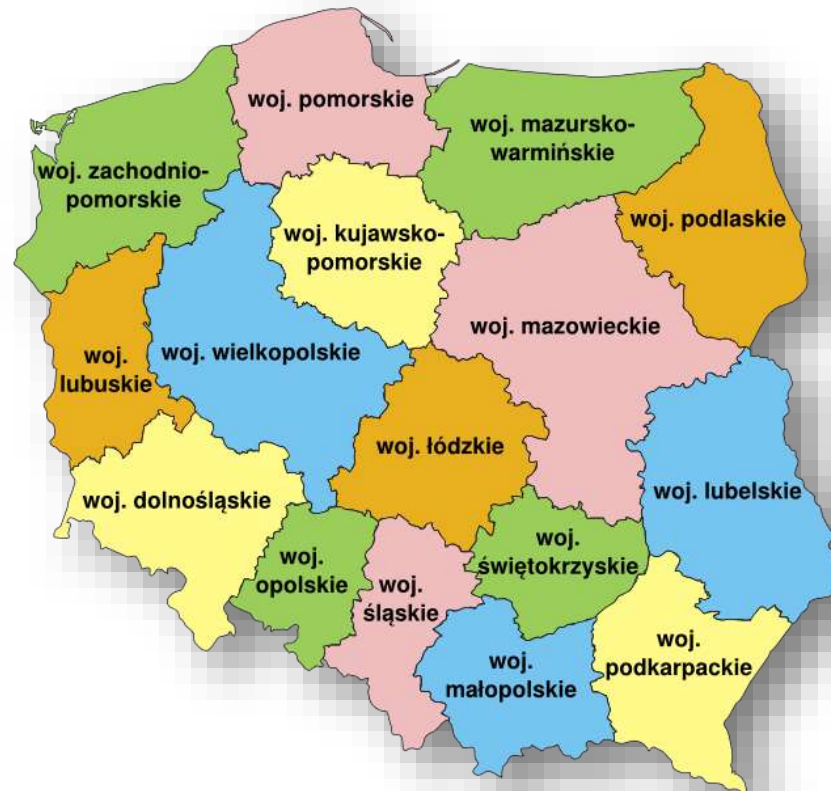 woj. pomorskie
woj. mazursko-
warmińskie
woj. zachodnio-
pomorskie
woj. podlaskie
woj. kujawsko-
pomorskie
woj. mazowieckie
woj. wielkopolskie
woj.
lubuskie
woj. łódzkie
woj. lubelskie
woj. dolnośląskie
woj.
opolskie
woj.
śląskie
woj.
świętokrzyskie
woj.
małopolskie
woj.
podkarpackie